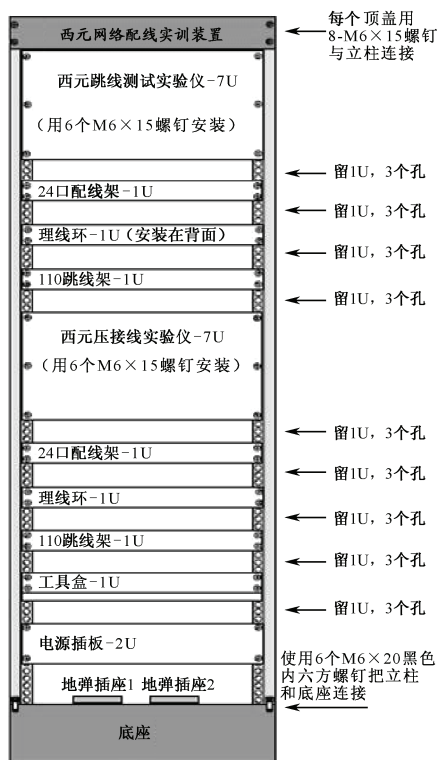 西元网络配线实训装置
每个顶盖用
8-M6×15螺钉
与立柱连接
西元跳线测试实验仪-7U
(用6个M6×15螺钉安装)
留1U,3个孔
24口配线架-1U
留1U,3个孔
理线环-1U(安装在背面)
留1U,3个孔
110跳线架-1U
留1U,3个孔
西元压接线实验仪-7U
(用6个M6×15螺钉安装)
留1U,3个孔
24口配线架-1U
留1U,3个孔
理线环-1U
留1U,3个孔
110跳线架-1U
留1U,3个孔
工具盒-1U
留1U,3个孔
电源插板-2U
使用6个M6×20黑色
内六方螺钉把立柱
和底座连接
地弹插座1 地弹插座2
底座